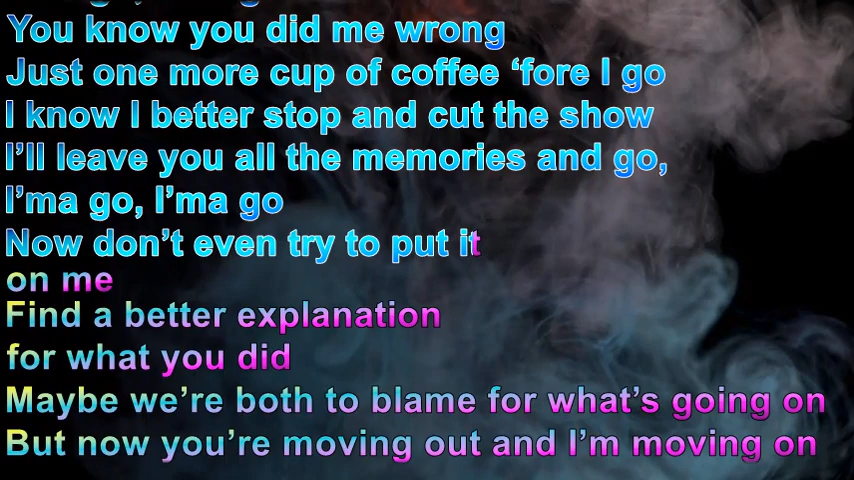 You know you did me wrong
Just one more cup of coffee ‘fore I go
I know I better stop and cut the show
I’ll leave you all the memories and go,
I’ma go, I’ma go
Now don’t even try to put it
on me
Find a better explanation
for what you did
Maybe we’re both to blame for what’s going on
But now you’re moving out and I’m moving on